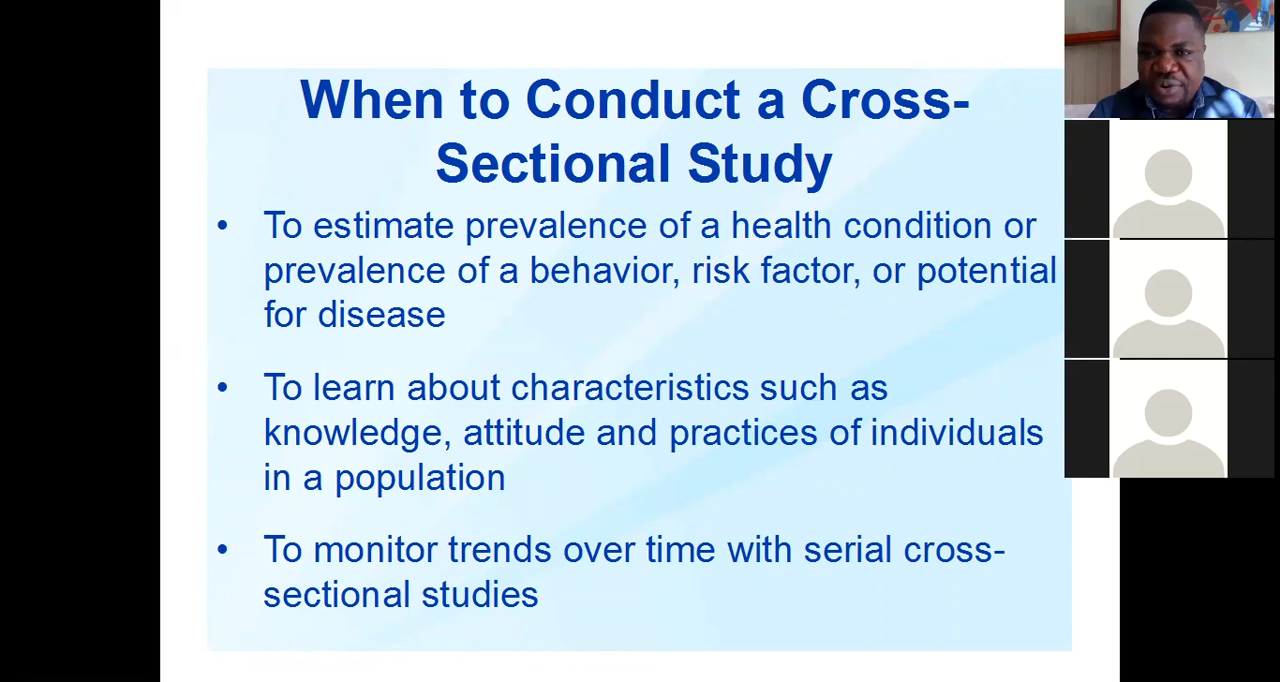 When to Conduct a Cross-
Sectional Study
• To estimate prevalence of a health condition or
prevalence of a behavior, risk factor, or potential
for disease
• To learn about characteristics such as
knowledge, attitude and practices of individuals
in a population
• To monitor trends over time with serial cross-
sectional studies